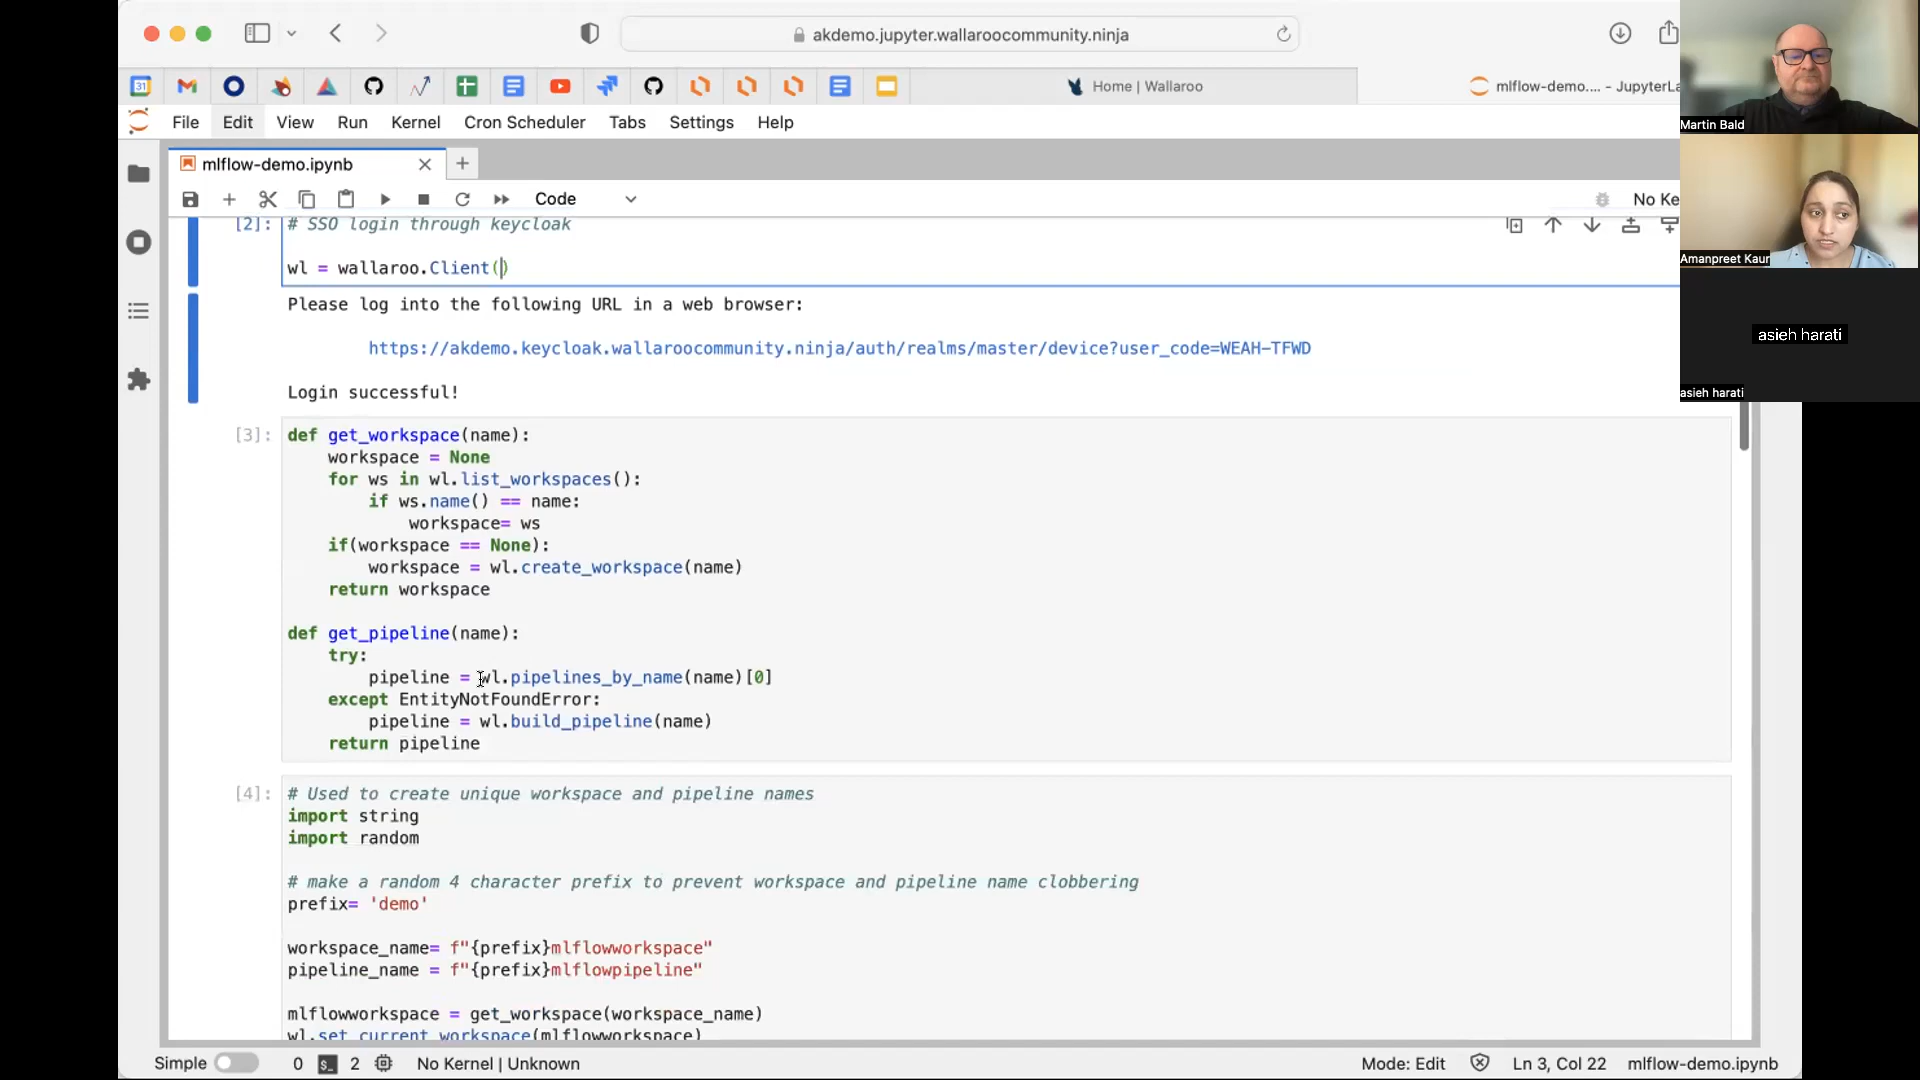 akdemo.jupyter.wallaroocommunity.ninja
31
Home | Wallaroo
mlflow-demo.... - JupyterLa
File Edit View Run Kernel Cron Scheduler Tabs Settings Help
mlflow-demo.ipynb
Code
No Ke
[2]: # SSO login through keycloak
wl = wallaroo.Client()
Please log into the following URL in a web browser:
https://akdemo.keycloak.wallaroocommunity.ninja/auth/realms/master/device?user_code=WEAH-TFWD
Login successful!
[3]: def get_workspace(name):
workspace = None
for ws in wl.list_workspaces():
if ws.name() == name:
workspace= ws
if(workspace == None):
workspace = wl.create_workspace(name)
return workspace
def get_pipeline(name):
try:
pipeline = wl.pipelines_by_name(name)[0]
except EntityNotFoundError:
pipeline = wl.build_pipeline(name)
return pipeline
[4]: # Used to create unique workspace and pipeline names
import string
import random
# make a random 4 character prefix to prevent workspace and pipeline name clobbering
prefix= 'demo'
workspace_name= f"{prefix}mlflowworkspace"
pipeline_name = f"{prefix}mlflowpipeline"
mlflowworkspace = get_workspace(workspace_name)
wl.set_current_workspace(mlflowworkspace)
Simple 0 2 No Kernel | Unknown Mode: Edit Ln 3, Col 22 mlflow-demo.ipynb
Martin Bald
Amanpreet Kaur
asieh harati
asieh harati